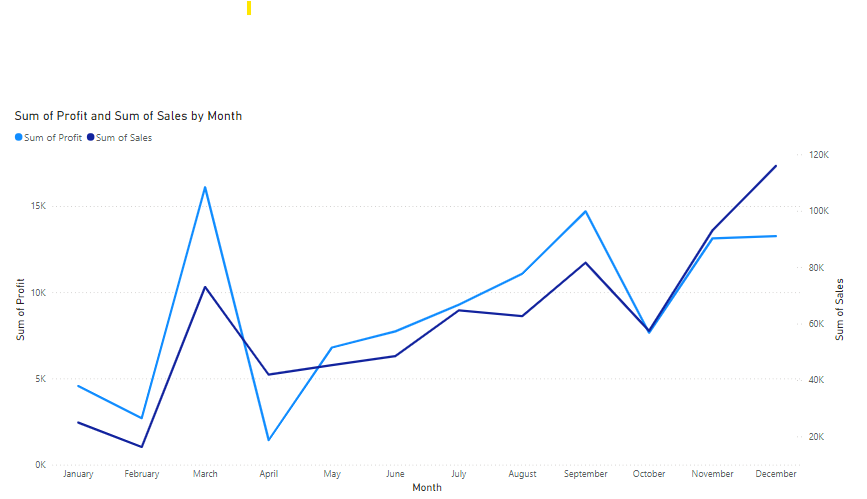 Sum of Profit and Sum of Sales by Month
Sum of Profit Sum of Sales
120K
100K
80K
60K
40K
20K
15K
10K
5K
0K
Sum of Profit
Sum of Sales
January February March April May June July August September October November December
Month